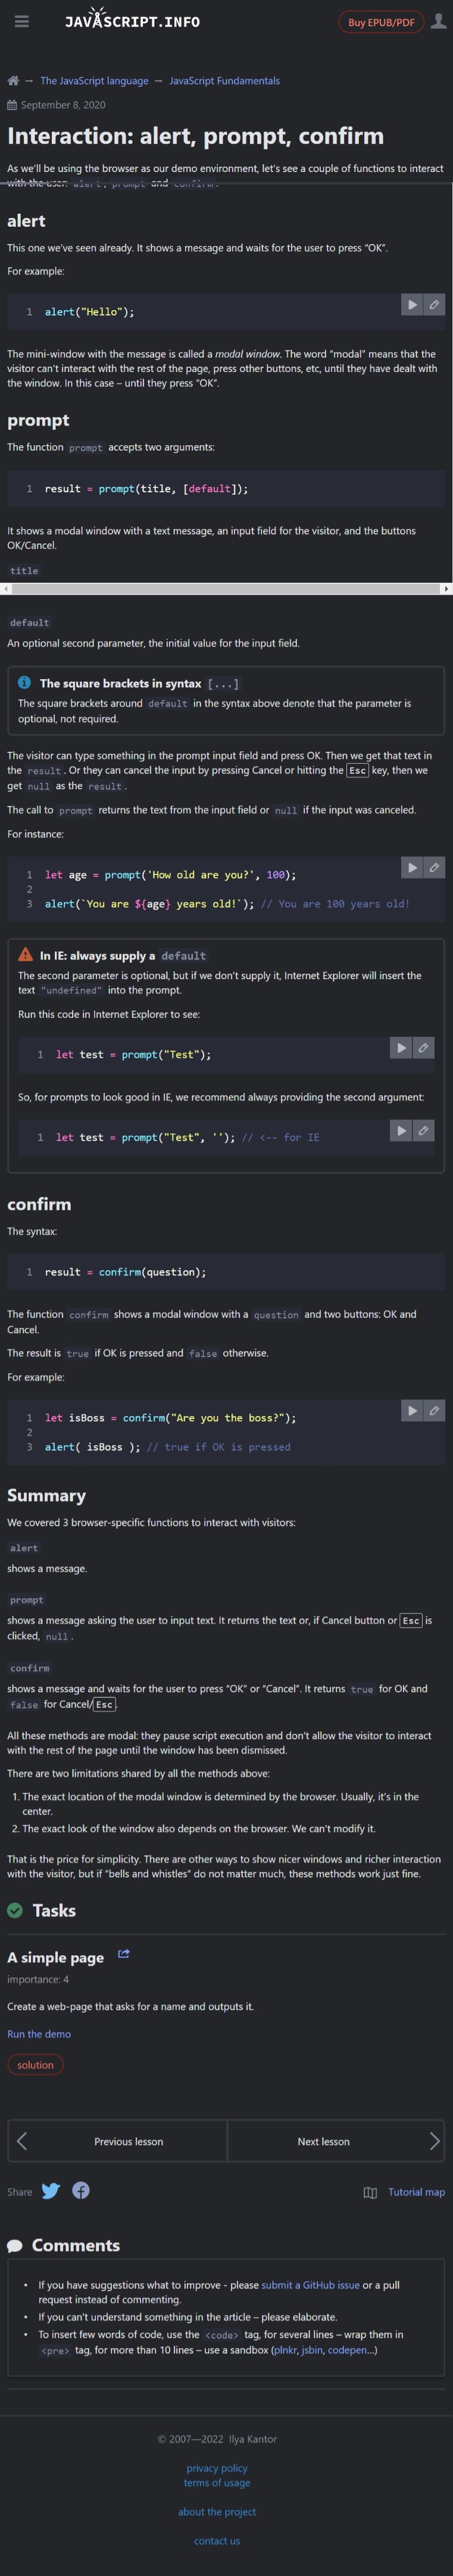 JAVASCRIPT.INFO
Buy EPUB/PDF
→ The JavaScript language → JavaScript Fundamentals
September 8, 2020
Interaction: alert, prompt, confirm
As we'll be using the browser as our demo environment, let's see a couple of functions to interact
with the user: alert, prompt and confirm.
alert
This one we've seen already. It shows a message and waits for the user to press “OK”.
For example:
1 alert("Hello");
The mini-window with the message is called a modal window. The word “modal” means that the
visitor can't interact with the rest of the page, press other buttons, etc, until they have dealt with
the window. In this case – until they press “OK”.
prompt
The function prompt accepts two arguments:
1 result = prompt(title, [default]);
It shows a modal window with a text message, an input field for the visitor, and the buttons
OK/Cancel.
title
default
An optional second parameter, the initial value for the input field.
The square brackets in syntax [...]
The square brackets around default in the syntax above denote that the parameter is
optional, not required.
The visitor can type something in the prompt input field and press OK. Then we get that text in
the result. Or they can cancel the input by pressing Cancel or hitting the Esc key, then we
get null as the result.
The call to prompt returns the text from the input field or null if the input was canceled.
For instance:
1 let age = prompt('How old are you?', 100);
2
3 alert(`You are ${age} years old!`); // You are 100 years old!
In IE: always supply a default
The second parameter is optional, but if we don't supply it, Internet Explorer will insert the
text "undefined" into the prompt.
Run this code in Internet Explorer to see:
1 let test = prompt("Test");
So, for prompts to look good in IE, we recommend always providing the second argument:
1 let test = prompt("Test", ''); // <-- for IE
confirm
The syntax:
1 result = confirm(question);
The function confirm shows a modal window with a question and two buttons: OK and
Cancel.
The result is true if OK is pressed and false otherwise.
For example:
1 let isBoss = confirm("Are you the boss?");
2
3 alert( isBoss ); // true if OK is pressed
Summary
We covered 3 browser-specific functions to interact with visitors:
alert
shows a message.
prompt
shows a message asking the user to input text. It returns the text or, if Cancel button or Esc is
clicked, null.
confirm
shows a message and waits for the user to press “OK” or “Cancel”. It returns true for OK and
false for Cancel/Esc.
All these methods are modal: they pause script execution and don't allow the visitor to interact
with the rest of the page until the window has been dismissed.
There are two limitations shared by all the methods above:
1. The exact location of the modal window is determined by the browser. Usually, it's in the
center.
2. The exact look of the window also depends on the browser. We can't modify it.
That is the price for simplicity. There are other ways to show nicer windows and richer interaction
with the visitor, but if “bells and whistles” do not matter much, these methods work just fine.
Tasks
A simple page
importance: 4
Create a web-page that asks for a name and outputs it.
Run the demo
solution
Previous lesson
Next lesson
Share
Tutorial map
Comments
• If you have suggestions what to improve - please submit a GitHub issue or a pull
request instead of commenting.
• If you can't understand something in the article – please elaborate.
• To insert few words of code, use the <code> tag, for several lines – wrap them in
<pre> tag, for more than 10 lines – use a sandbox (plnkr, jsbin, codepen…)
© 2007—2022 Ilya Kantor
privacy policy
terms of usage
about the project
contact us